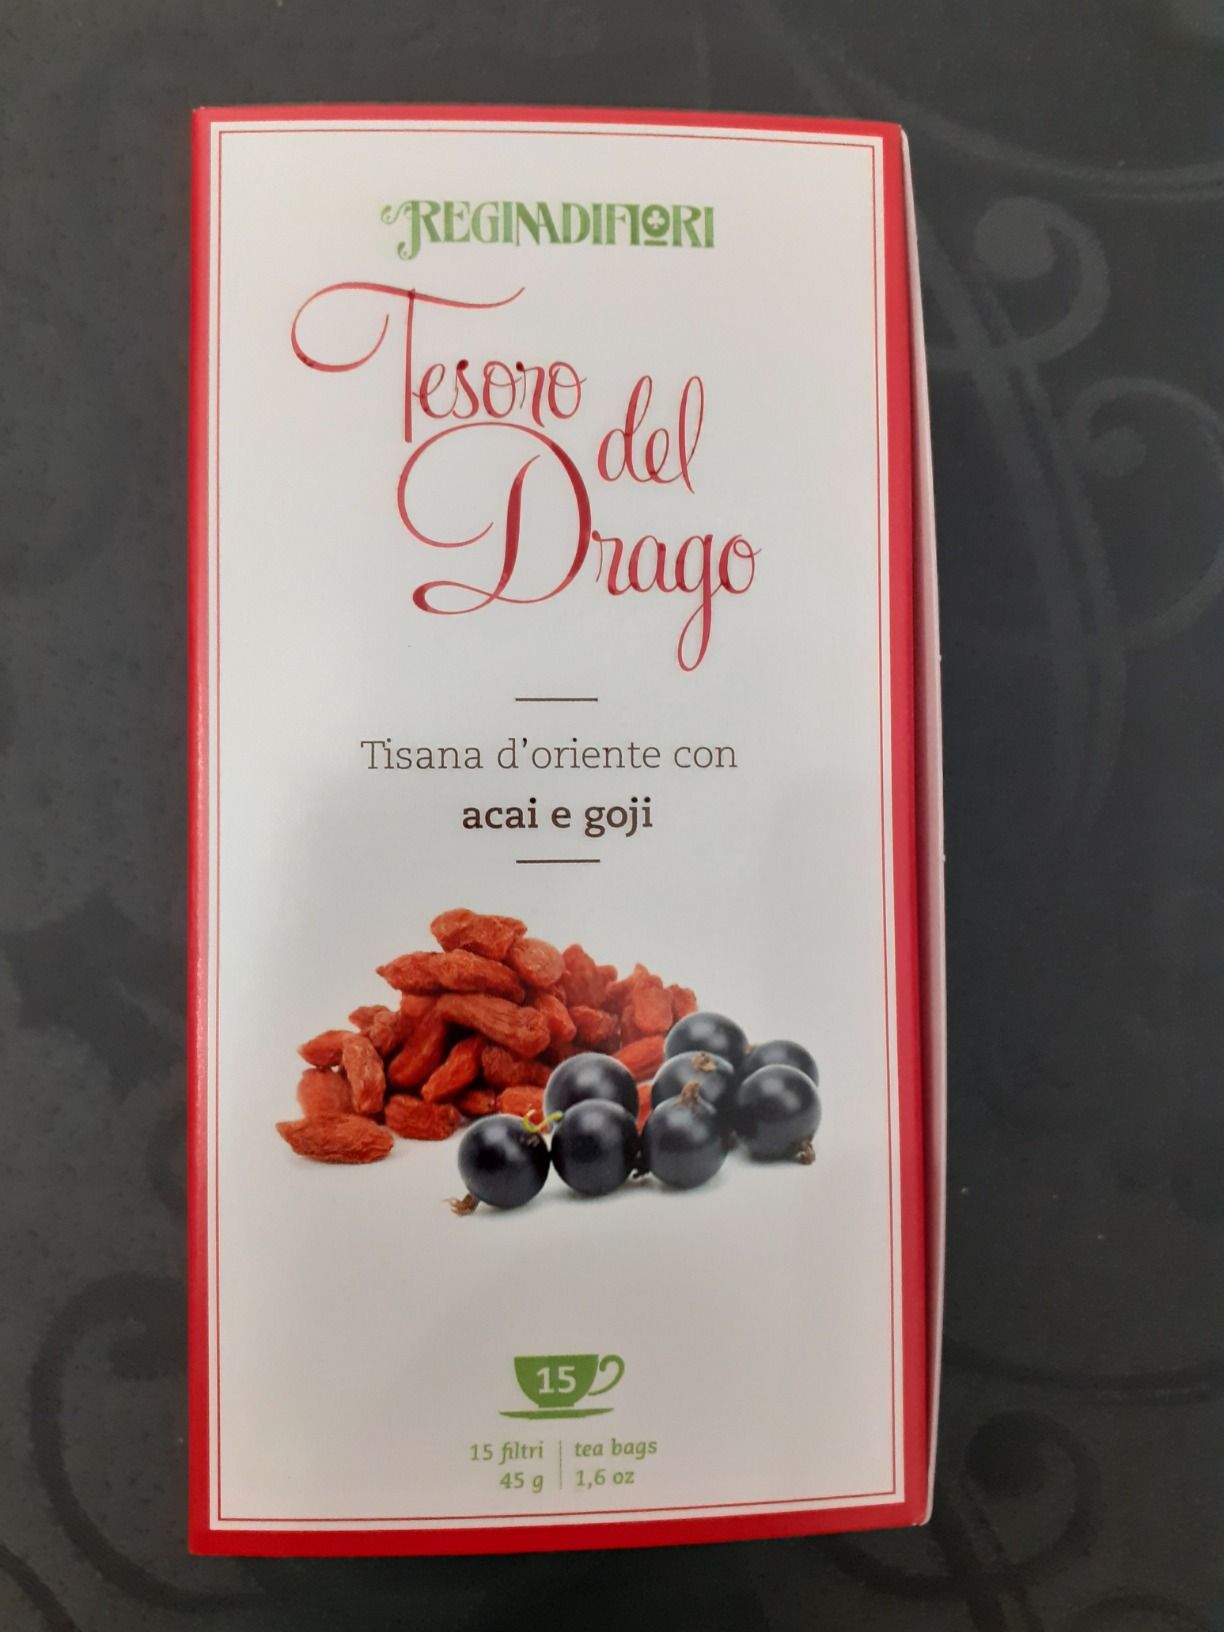 REGINADIFIORI
Tesoro
del
Drago
Tisana d'oriente con
acai e goji
15
15 filtri | tea bags
45 g | 1,6 oz